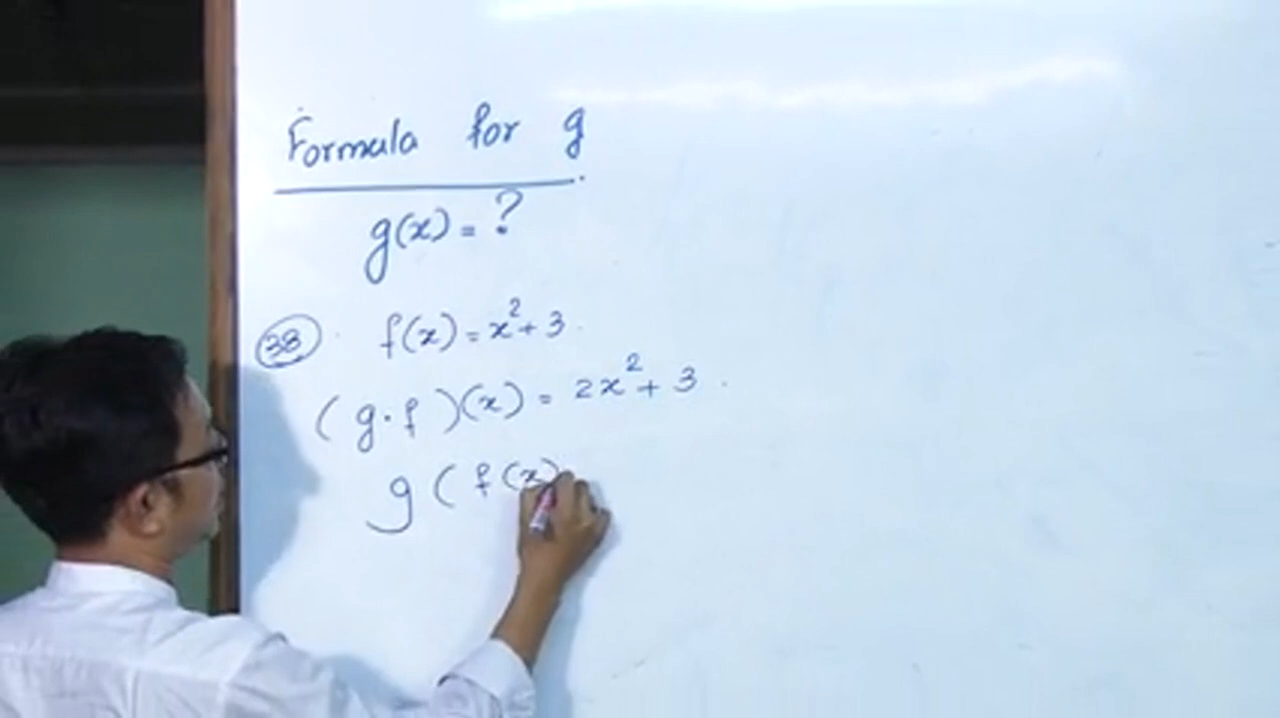 Formula for g
g(x) = ?
38. f(x) = x²+ 3.
(g.f)(x) = 2x²+ 3.
g(f(x)